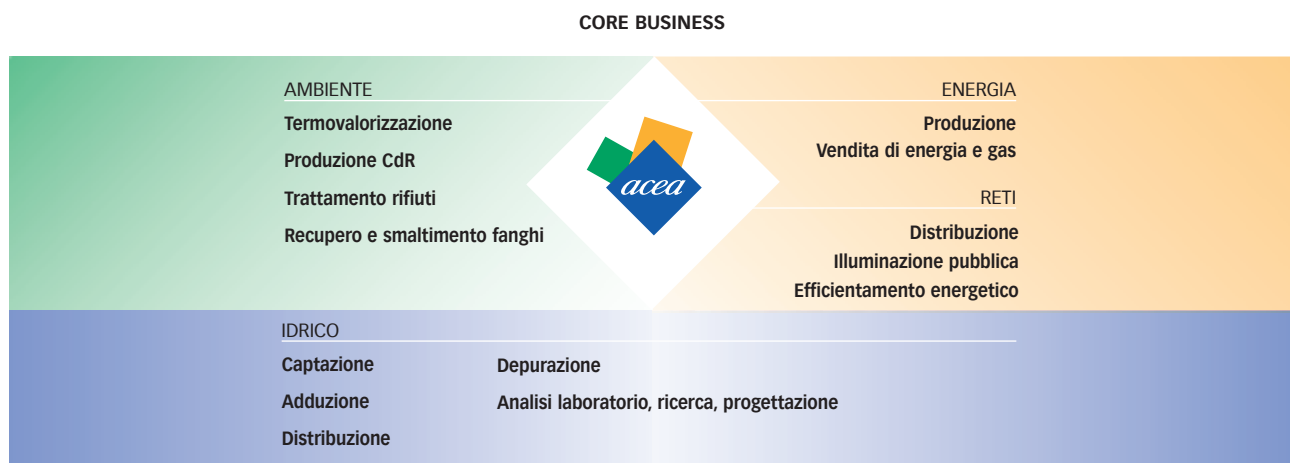 CORE BUSINESS
AMBIENTE
Termovalorizzazione
Produzione CdR
Trattamento rifiuti
Recupero e smaltimento fanghi
acea
ENERGIA
Produzione
Vendita di energia e gas
RETI
Distribuzione
Illuminazione pubblica
Efficientamento energetico
IDRICO
Captazione
Adduzione
Distribuzione
Depurazione
Analisi laboratorio, ricerca, progettazione